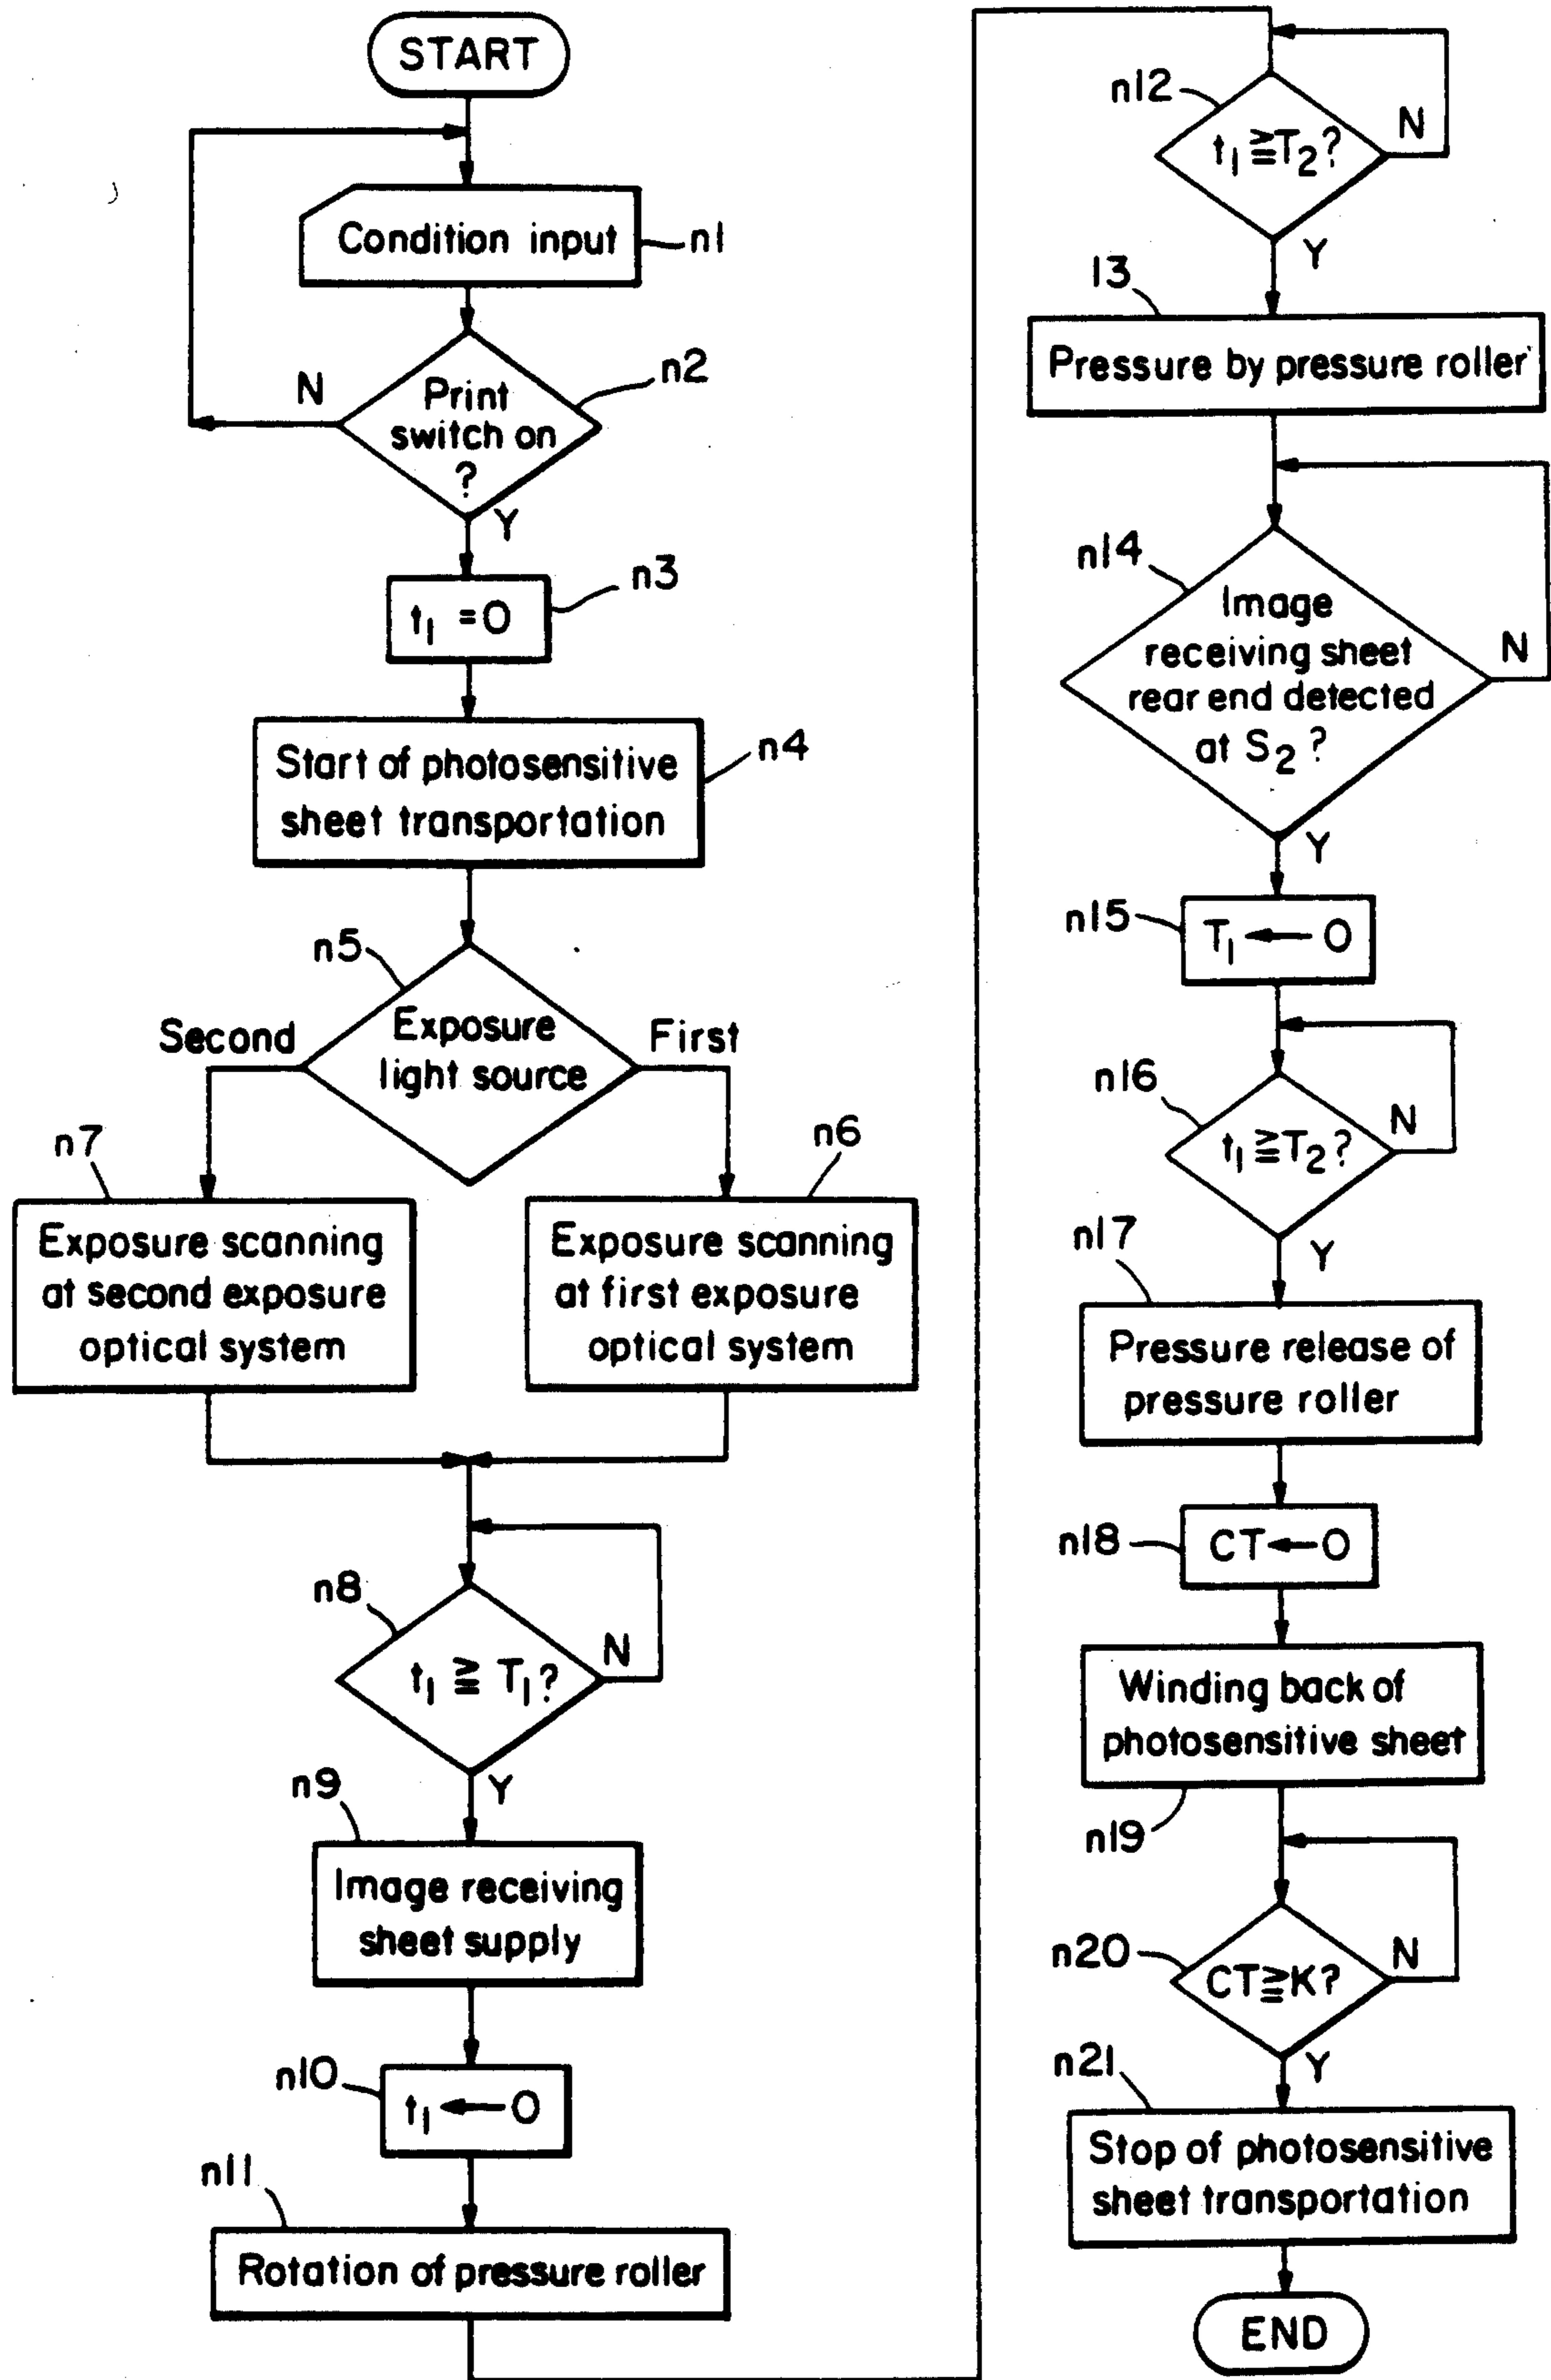 START
Condition input
n1
Print
switch on
?
n2
N
Y
t₁ = 0
n3
Start of photosensitive
sheet transportation
n4
n5
Exposure
light source
Second
First
n7
n6
Exposure scanning
at second exposure
optical system
Exposure scanning
at first exposure
optical system
n8
t₁ ≧ T₁?
N
Y
n9
Image receiving
sheet supply
n10
t₁ ← 0
n11
Rotation of pressure roller
n12
t₁ ≧ T₂?
N
Y
13
Pressure by pressure roller
n14
Image
receiving sheet
rear end detected
at S₂ ?
N
Y
n15
T₁ ← 0
n16
t₁ ≧ T₂?
N
Y
n17
Pressure release of
pressure roller
n18
CT ← 0
Winding back of
photosensitive sheet
n19
n20
CT ≧ K?
N
Y
n21
Stop of photosensitive
sheet transportation
END